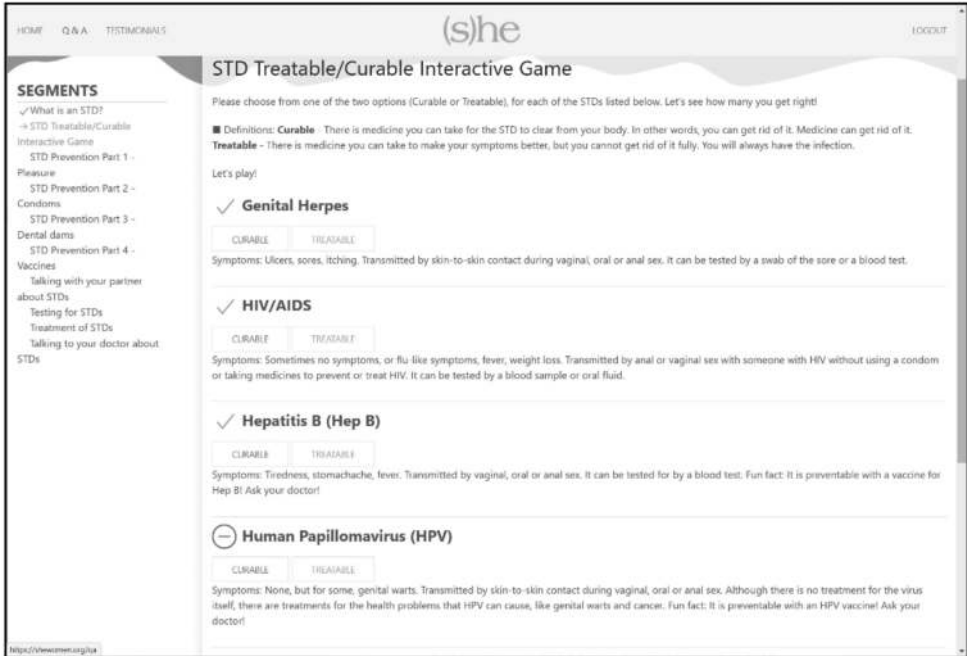 HOME Q & A TESTIMONIALS
(s)he
LOGOUT
SEGMENTS
✓What is an STD?
→ STD Treatable/Curable
Interactive Game
STD Prevention Part 1 -
Pleasure
STD Prevention Part 2 -
Condoms
STD Prevention Part 3 -
Dental dams
STD Prevention Part 4 -
Vaccines
Talking with your partner
about STDs
Testing for STDs
Treatment of STDs
Talking to your doctor about
STDs
STD Treatable/Curable Interactive Game
Please choose from one of the two options (Curable or Treatable), for each of the STDs listed below. Let's see how many you get right!
■ Definitions: Curable - There is medicine you can take for the STD to clear from your body. In other words, you can get rid of it. Medicine can get rid of it.
Treatable - There is medicine you can take to make your symptoms better, but you cannot get rid of it fully. You will always have the infection.
Let's play!
✓ Genital Herpes
CURABLE TREATABLE
Symptoms: Ulcers, sores, itching. Transmitted by skin-to-skin contact during vaginal, oral or anal sex. It can be tested by a swab of the sore or a blood test.
✓ HIV/AIDS
CURABLE TREATABLE
Symptoms: Sometimes no symptoms, or flu-like symptoms, fever, weight loss. Transmitted by anal or vaginal sex with someone with HIV without using a condom
or taking medicines to prevent or treat HIV. It can be tested by a blood sample or oral fluid.
✓ Hepatitis B (Hep B)
CURABLE TREATABLE
Symptoms: Tiredness, stomachache, fever. Transmitted by vaginal, oral or anal sex. It can be tested for by a blood test. Fun fact: It is preventable with a vaccine for
Hep B! Ask your doctor!
Human Papillomavirus (HPV)
CURABLE TREATABLE
Symptoms: None, but for some, genital warts. Transmitted by skin-to-skin contact during vaginal, oral or anal sex. Although there is no treatment for the virus
itself, there are treatments for the health problems that HPV can cause, like genital warts and cancer. Fun fact: It is preventable with an HPV vaccine! Ask your
doctor!
https://shewomen.org/qa